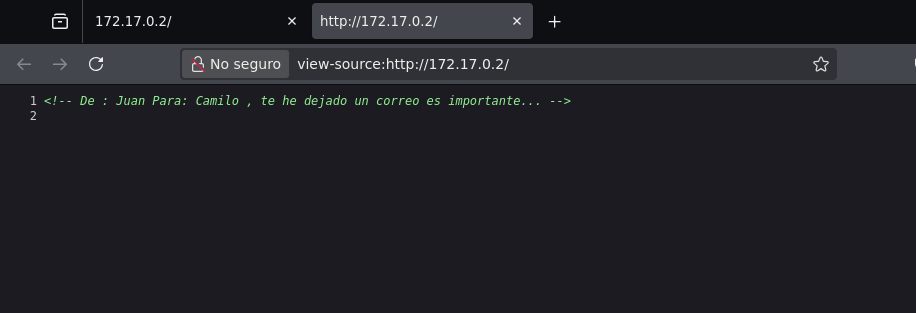 172.17.0.2/
http://172.17.0.2/
No seguro
view-source:http://172.17.0.2/
1 <!-- De : Juan Para: Camilo , te he dejado un correo es importante... -->
2